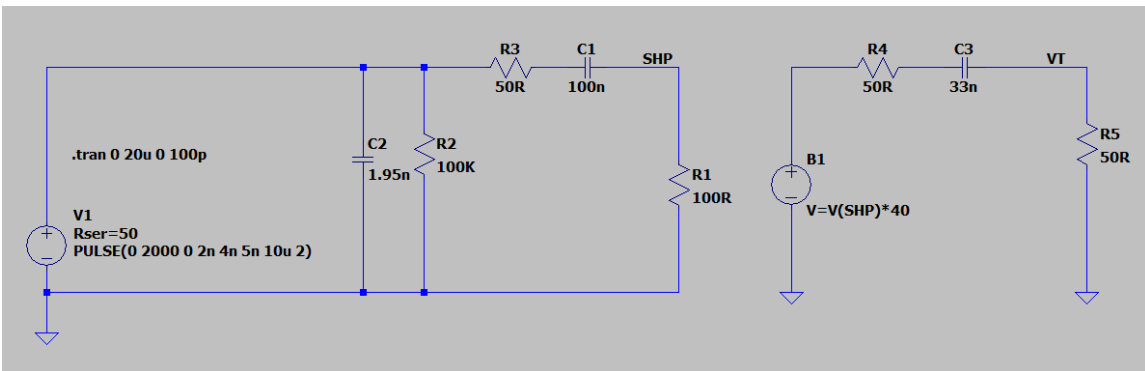 R3
50R
C1
100n
SHP
R4
50R
C3
33n
VT
.tran 0 20u 0 100p
C2
1.95n
R2
100K
R1
100R
B1
V=V(SHP)*40
R5
50R
V1
Rser=50
PULSE(0 2000 0 2n 4n 5n 10u 2)